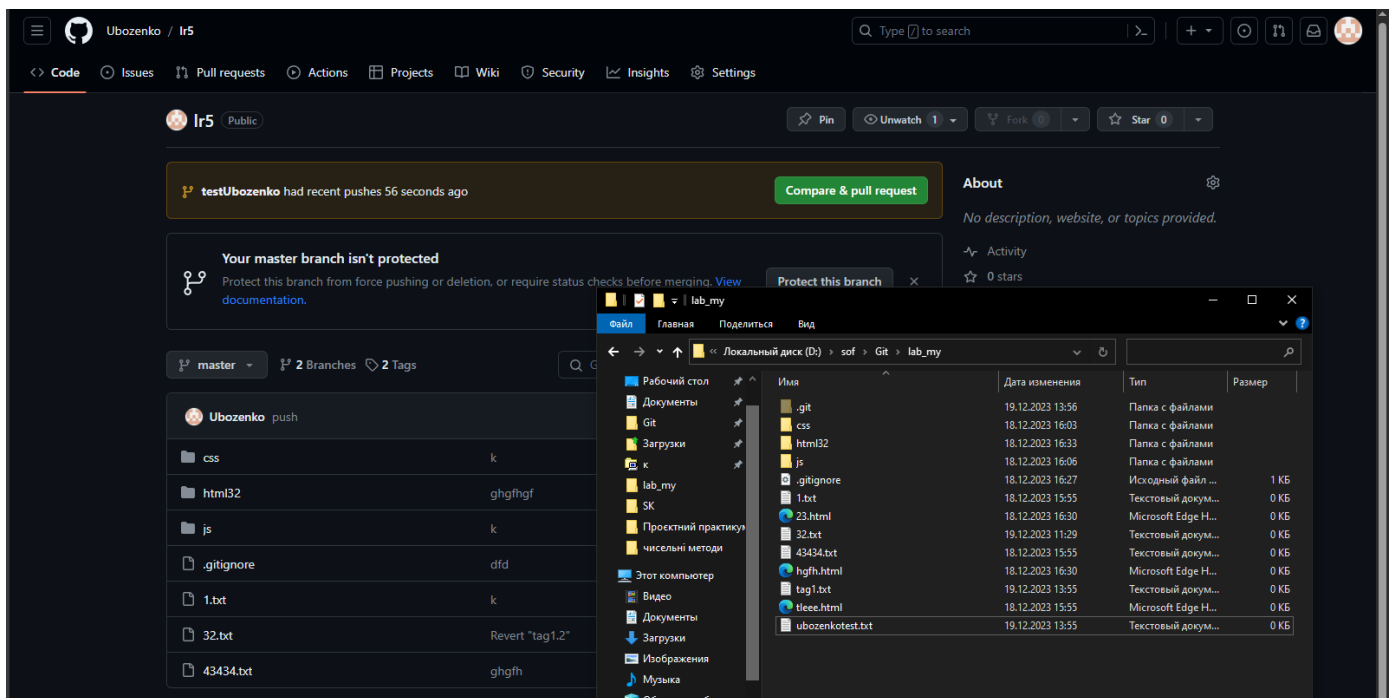 Ubozenko / lr5
Type / to search
Code Issues Pull requests Actions Projects Wiki Security Insights Settings
lr5 Public
Pin Unwatch 1 Fork 0 Star 0
testUbozenko had recent pushes 56 seconds ago
Compare & pull request
About
No description, website, or topics provided.
Activity
0 stars
Your master branch isn't protected
Protect this branch from force pushing or deletion, or require status checks before merging. View
documentation.
Protect this branch
master 2 Branches 2 Tags
Ubozenko push
css k
html32 ghgfhgf
js k
.gitignore dfd
1.txt k
32.txt Revert "tag1.2"
43434.txt ghgfh
lab_my
Файл Главная Поделиться Вид
« Локальный диск (D:) › sof › Git › lab_my
Рабочий стол
Документы
Git
Загрузки
к
lab_my
SK
Проєктний практикум
чисельні методи
Этот компьютер
Видео
Документы
Загрузки
Изображения
Музыка
Имя Дата изменения Тип Размер
.git 19.12.2023 13:56 Папка с файлами
css 18.12.2023 16:03 Папка с файлами
html32 18.12.2023 16:33 Папка с файлами
js 18.12.2023 16:06 Папка с файлами
.gitignore 18.12.2023 16:27 Исходный файл ... 1 КБ
1.txt 18.12.2023 15:55 Текстовый докум... 0 КБ
23.html 18.12.2023 16:30 Microsoft Edge H... 0 КБ
32.txt 19.12.2023 11:29 Текстовый докум... 0 КБ
43434.txt 18.12.2023 15:55 Текстовый докум... 0 КБ
hgfh.html 18.12.2023 16:30 Microsoft Edge H... 0 КБ
tag1.txt 19.12.2023 13:55 Текстовый докум... 0 КБ
tleee.html 18.12.2023 15:55 Microsoft Edge H... 0 КБ
ubozenkotest.txt 19.12.2023 13:55 Текстовый докум... 0 КБ